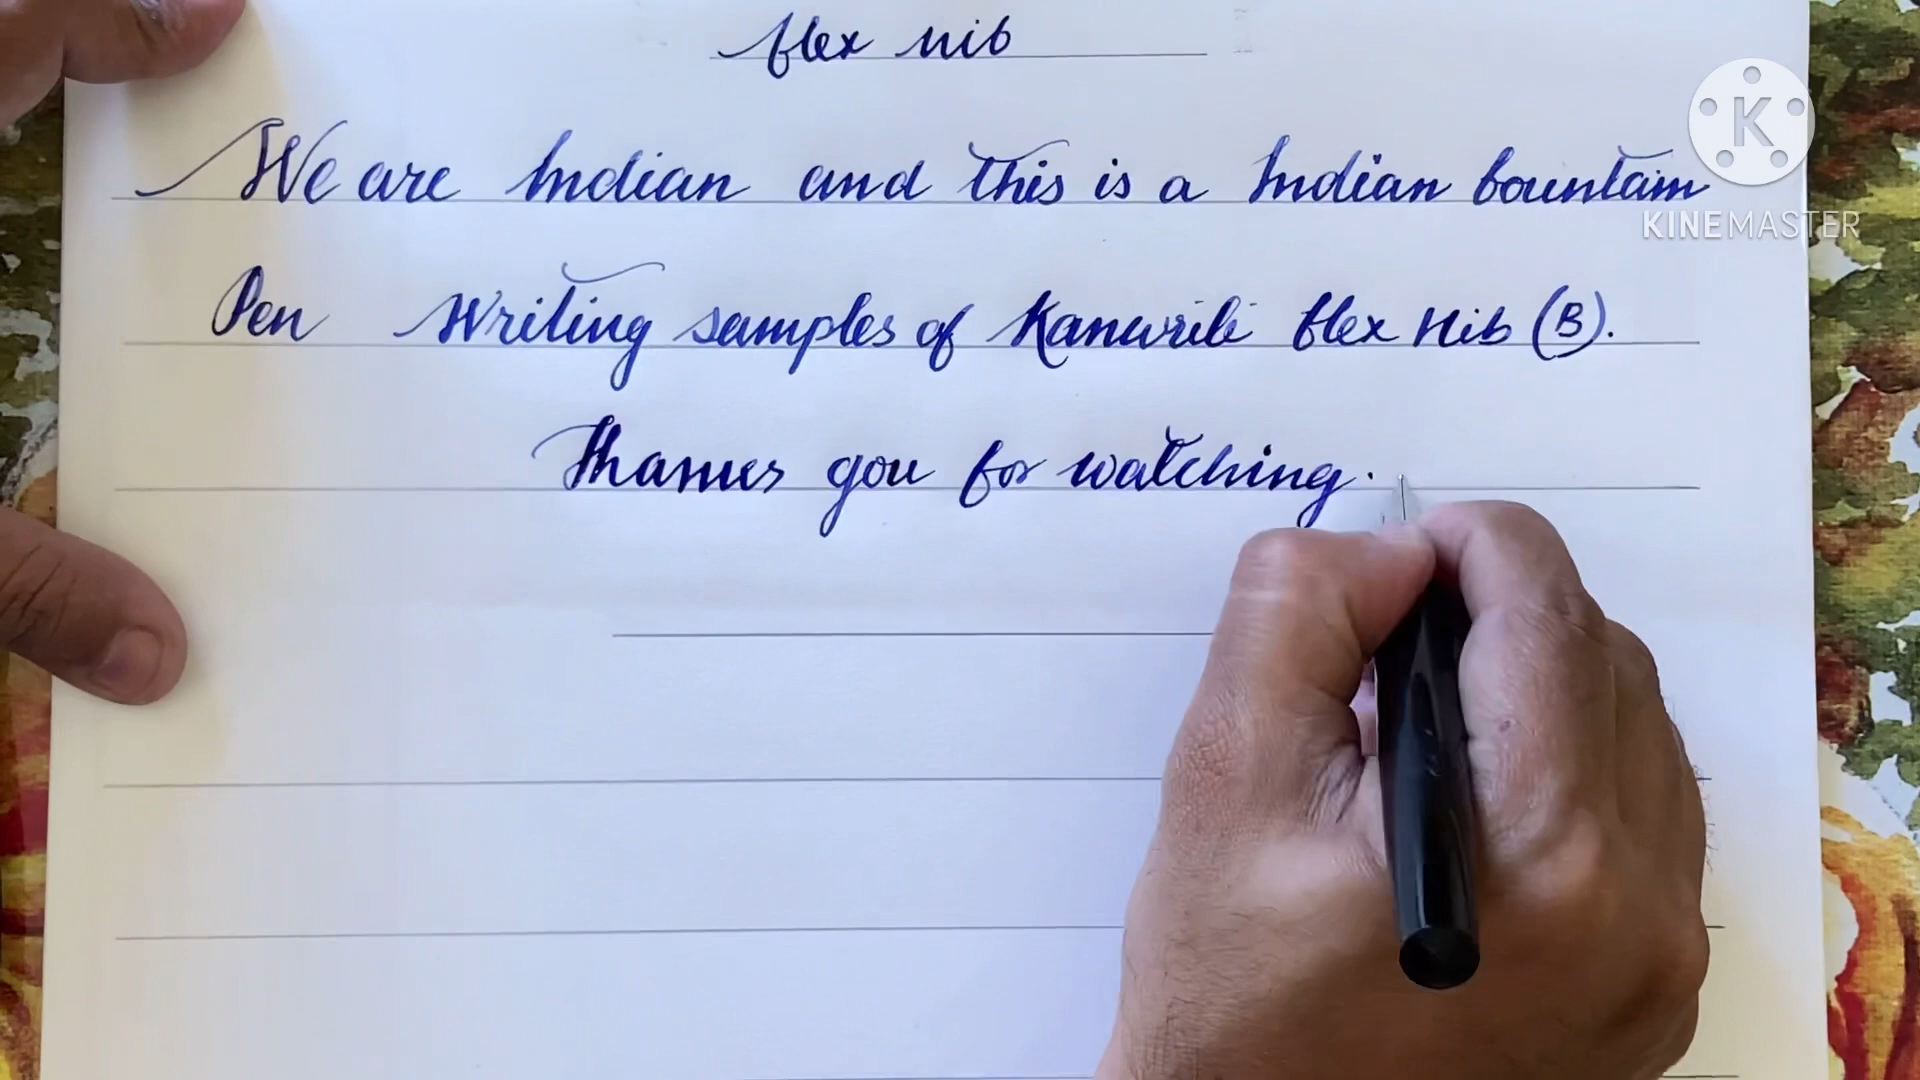 flex nib
We are Indian and this is a Indian fountain
Pen Writing samples of Kanwrite flex Nib (B).
Thanks you for watching.
K
KINEMASTER